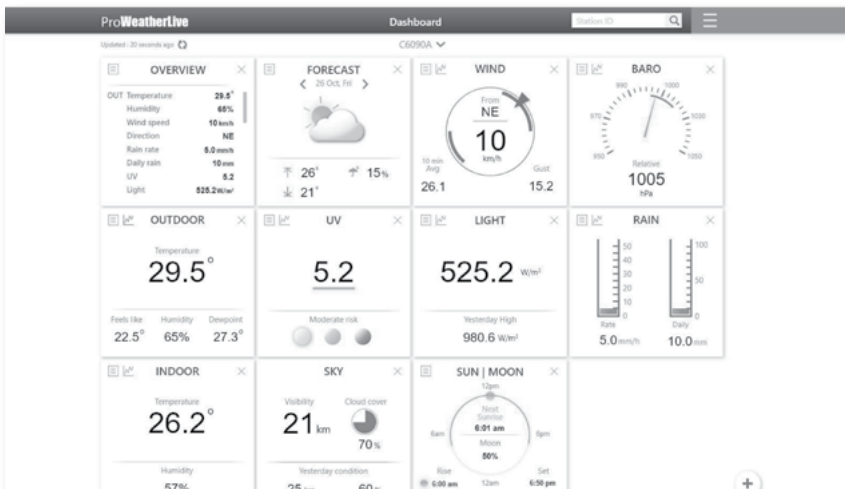 ProWeatherLive
Dashboard
Station ID
Updated : 20 seconds ago
C6090A
OVERVIEW
OUT Temperature 29.5°
Humidity 65%
Wind speed 10 km/h
Direction NE
Rain rate 5.0 mm/h
Daily rain 10 mm
UV 5.2
Light 525.2 W/m²
FORECAST
26 Oct, Fri
26° 15%
21°
WIND
From
NE
10
km/h
10 min
Avg
26.1
Gust
15.2
BARO
990 1000
970 1030
950 1050
Relative
1005
hPa
OUTDOOR
Temperature
29.5°
Feels like Humidity Dewpoint
22.5° 65% 27.3°
UV
5.2
Moderate risk
LIGHT
525.2 W/m²
Yesterday High
980.6 W/m²
RAIN
50 100
40
30 50
20
10
0 0
Rate Daily
5.0 mm/h 10.0 mm
INDOOR
Temperature
26.2°
Humidity
57%
SKY
Visibility Cloud cover
21 km
70%
Yesterday condition
25 60
SUN | MOON
12pm
Next
Sunrise
6am 6:01 am 5pm
Moon
50%
Rise Set
6:00 am 12am 6:50 pm